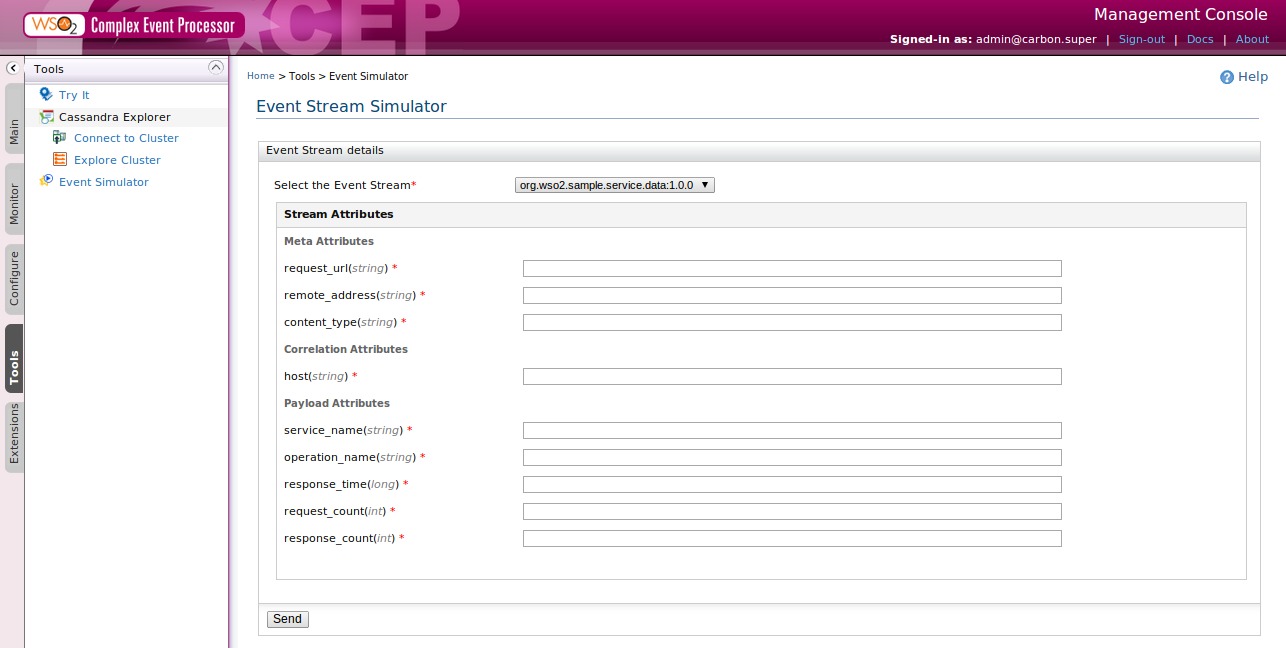 WSO2 Complex Event Processor
CEP
Management Console
Signed-in as: admin@carbon.super | Sign-out | Docs | About
Tools
Try It
Cassandra Explorer
Connect to Cluster
Explore Cluster
Event Simulator
Main
Monitor
Configure
Tools
Extensions
Home > Tools > Event Simulator
Help
Event Stream Simulator
Event Stream details
Select the Event Stream* org.wso2.sample.service.data:1.0.0
Stream Attributes
Meta Attributes
request_url(string) *
remote_address(string) *
content_type(string) *
Correlation Attributes
host(string) *
Payload Attributes
service_name(string) *
operation_name(string) *
response_time(long) *
request_count(int) *
response_count(int) *
Send